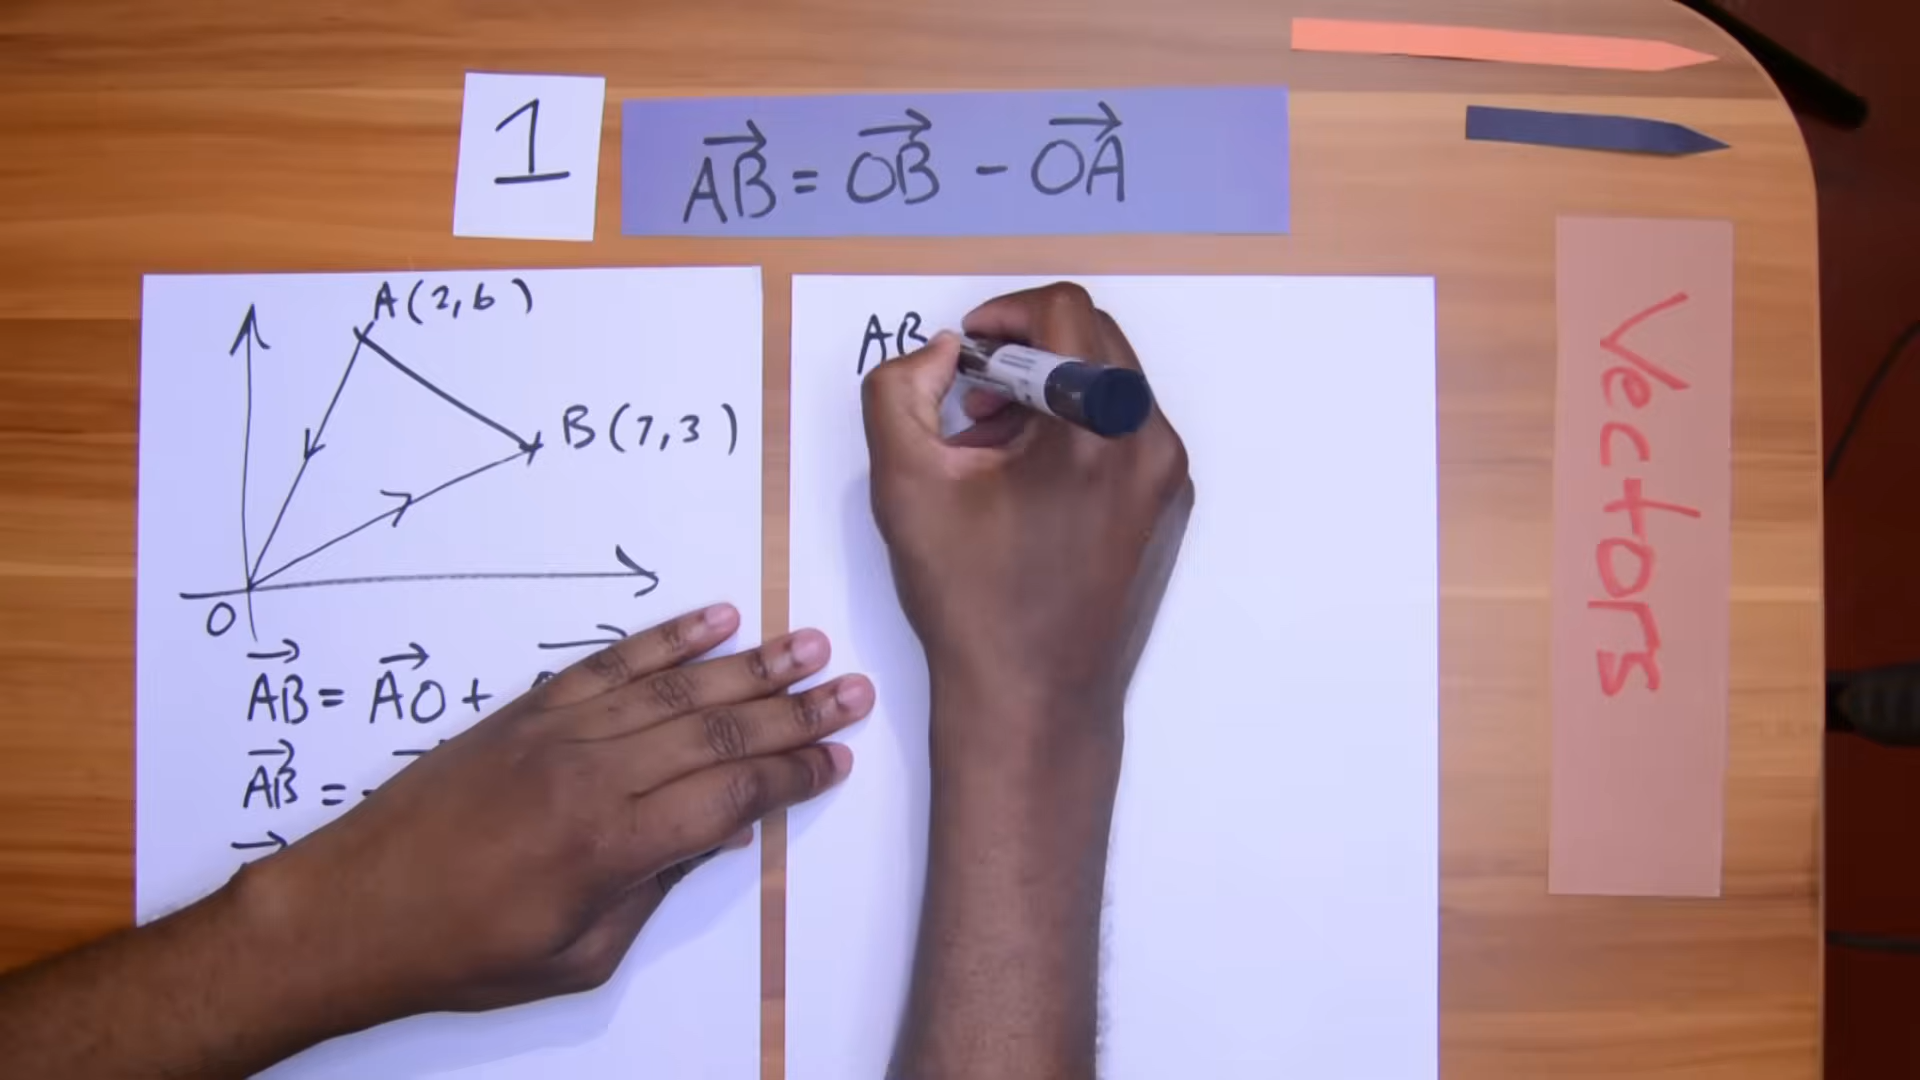 1
AB = OB - OA
A(2,6)
B(7,3)
O
AB = AO +
AB = -
AB
Vectors